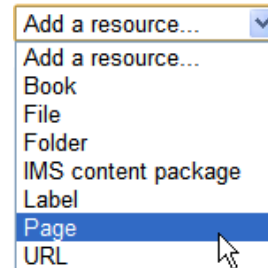 Add a resource...
Add a resource...
Book
File
Folder
IMS content package
Label
Page
URL